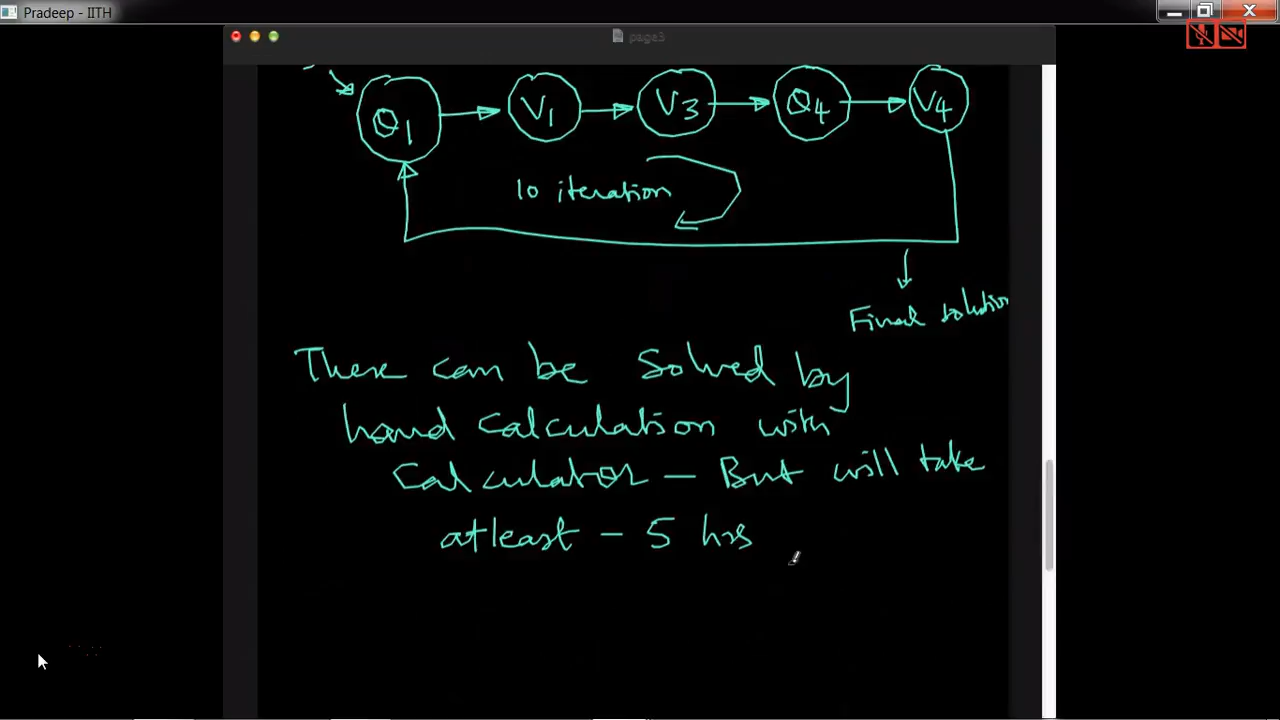 Pradeep - IITH
page3
Q1 V1 V3 Q4 V4
10 iteration
Final solution
These can be solved by
hand calculation with
Calculator - But will take
atleast - 5 hrs